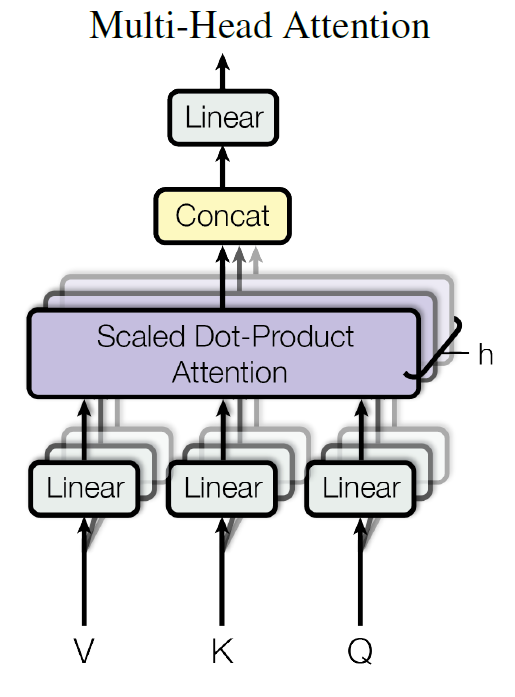 Multi-Head Attention
Linear
Concat
Scaled Dot-Product
Attention
h
Linear
Linear
Linear
V
K
Q